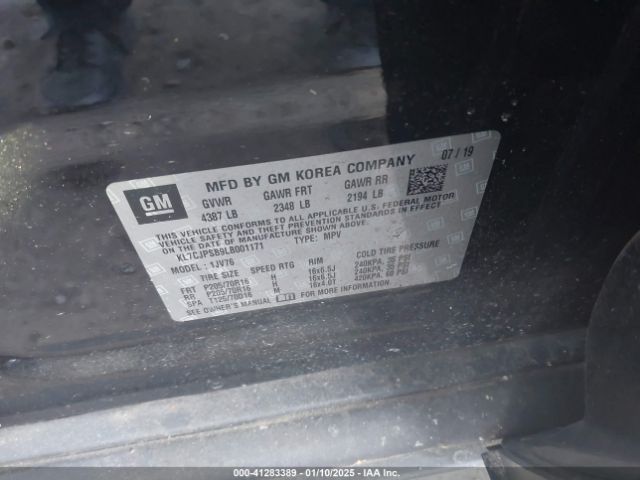 GM
MFD BY GM KOREA COMPANY 07 / 19
GVWR GAWR FRT GAWR RR
4387 LB 2348 LB 2194 LB
THIS VEHICLE CONFORMS TO ALL APPLICABLE U.S. FEDERAL MOTOR
VEHICLE SAFETY AND THEFT PREVENTION STANDARDS IN EFFECT
ON THE DATE OF MANUFACTURE SHOWN ABOVE.
KL7CJPSB9LB001171 TYPE: MPV
MODEL: 1JV76
TIRE SIZE SPEED RTG RIM COLD TIRE PRESSURE
FRT P205/70R16 H 16x6.5J 240KPA, 35 PSI
RR P205/70R16 H 16x6.5J 240KPA, 35 PSI
SPA T125/70D16 M 16x4.0T 420KPA, 60 PSI
SEE OWNER'S MANUAL FOR MORE INFORMATION
000-41283389 - 01/10/2025 - IAA Inc.